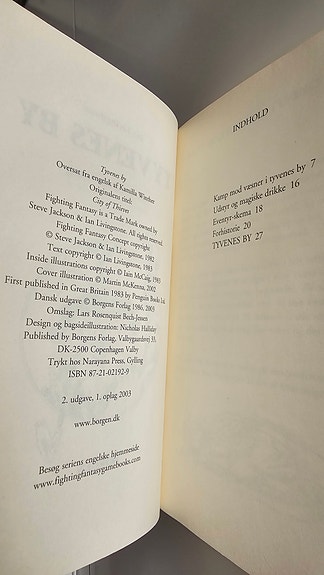 Tyvenes by
Oversat fra engelsk af Kamilla Werther
Originalens titel:
City of Thieves
Fighting Fantasy is a Trade Mark owned by
Steve Jackson & Ian Livingstone. All rights reserved.
Fighting Fantasy Concept copyright
© Steve Jackson & Ian Livingstone, 1982
Text copyright © Ian Livingstone, 1983
Inside illustrations copyright © Iain McCaig, 1983
Cover illustration © Martin McKenna, 2002
First published in Great Britain 1983 by Penguin Books Ltd.
Dansk udgave © Borgens Forlag 1986, 2003
Omslag: Lars Rosenquist Bech-Jessen
Design og bagsideillustration: Nicholas Halliday
Published by Borgens Forlag, Valbygaardsvej 33,
DK-2500 Copenhagen Valby
Trykt hos Narayana Press, Gylling
ISBN 87-21-02192-9
2. udgave, 1. oplag 2003
www.borgen.dk
Besøg seriens engelske hjemmeside
www.fightingfantasygamebooks.com
INDHOLD
Kamp mod væsner i tyvenes by 7
Udstyr og magiske drikke 16
Eventyr-skema 18
Forhistorie 20
TYVENES BY 27